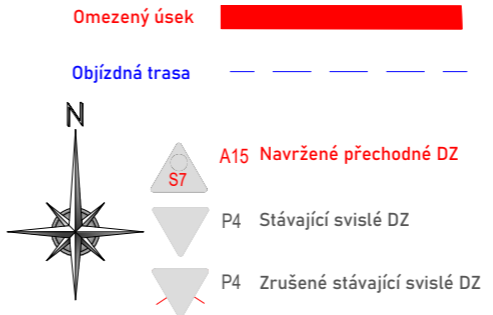 Omezený úsek
Objízdná trasa
N
S7 A15 Navržené přechodné DZ
P4 Stávající svislé DZ
P4 Zrušené stávající svislé DZ